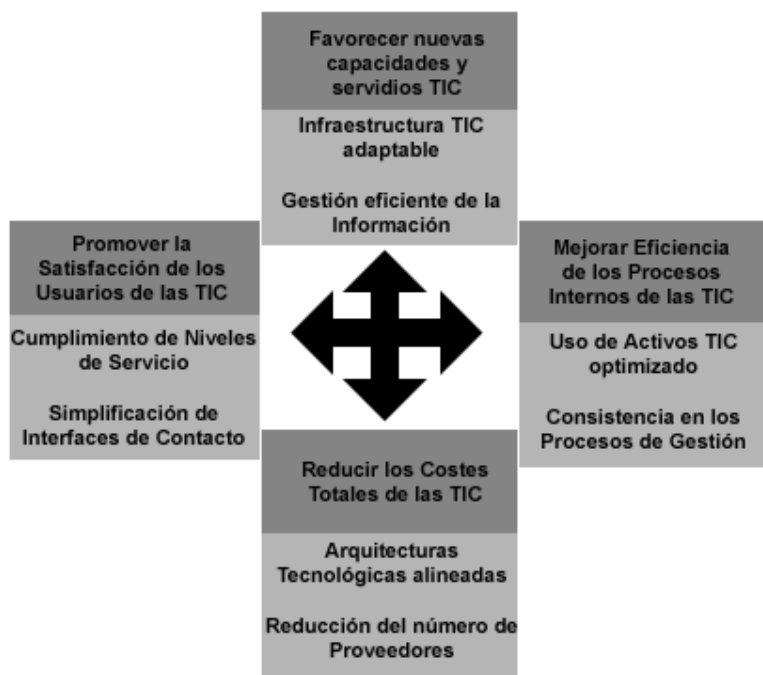 Favorecer nuevas
capacidades y
servidios TIC
Infraestructura TIC
adaptable
Gestión eficiente de la
Información
Promover la
Satisfacción de los
Usuarios de las TIC
Cumplimiento de Niveles
de Servicio
Simplificación de
Interfaces de Contacto
Mejorar Eficiencia
de los Procesos
Internos de las TIC
Uso de Activos TIC
optimizado
Consistencia en los
Procesos de Gestión
Reducir los Costes
Totales de las TIC
Arquitecturas
Tecnológicas alineadas
Reducción del número de
Proveedores